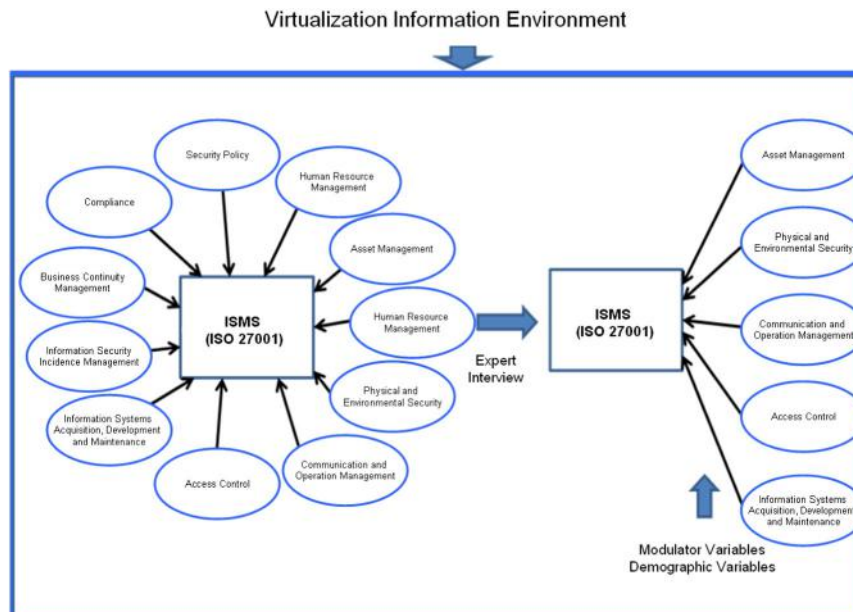 Virtualization Information Environment
Security Policy
Human Resource
Management
Compliance
Asset Management
Business Continuity
Management
ISMS
(ISO 27001)
Human Resource
Management
Information Security
Incidence Management
Physical and
Environmental Security
Information Systems
Acquisition, Development
and Maintenance
Communication and
Operation Management
Access Control
Expert
Interview
Asset Management
Physical and
Environmental Security
ISMS
(ISO 27001)
Communication and
Operation Management
Access Control
Information Systems
Acquisition, Development
and Maintenance
Modulator Variables
Demographic Variables